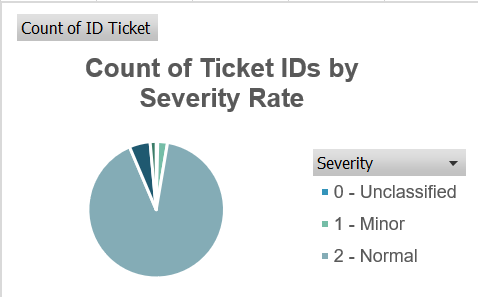 Count of ID Ticket
Count of Ticket IDs by
Severity Rate
Severity
0 - Unclassified
1 - Minor
2 - Normal